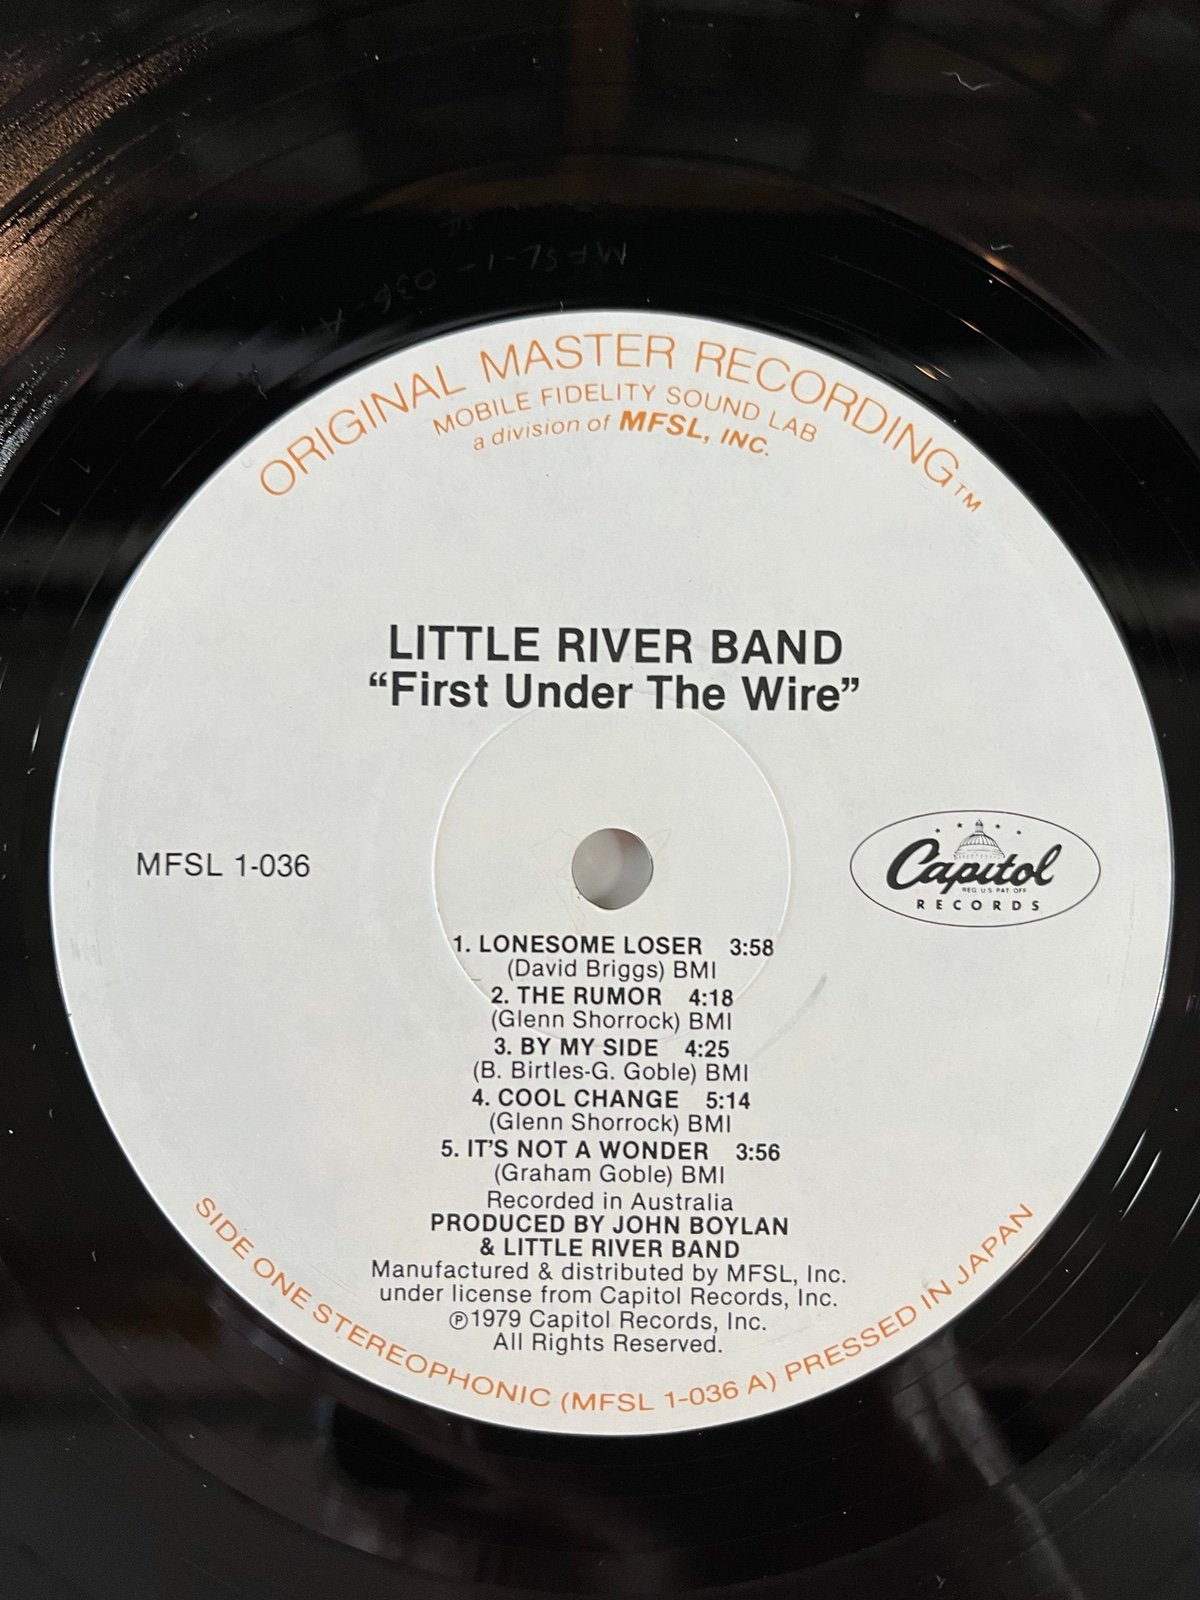 MFSL-1-036-A1
ORIGINAL MASTER RECORDING™
MOBILE FIDELITY SOUND LAB
a division of MFSL, INC.
LITTLE RIVER BAND
“First Under The Wire”
MFSL 1-036
Capitol
REG. U.S. PAT. OFF.
RECORDS
1. LONESOME LOSER 3:58
(David Briggs) BMI
2. THE RUMOR 4:18
(Glenn Shorrock) BMI
3. BY MY SIDE 4:25
(B. Birtles-G. Goble) BMI
4. COOL CHANGE 5:14
(Glenn Shorrock) BMI
5. IT'S NOT A WONDER 3:56
(Graham Goble) BMI
Recorded in Australia
PRODUCED BY JOHN BOYLAN
& LITTLE RIVER BAND
Manufactured & distributed by MFSL, Inc.
under license from Capitol Records, Inc.
℗1979 Capitol Records, Inc.
All Rights Reserved.
SIDE ONE STEREOPHONIC (MFSL 1-036 A) PRESSED IN JAPAN